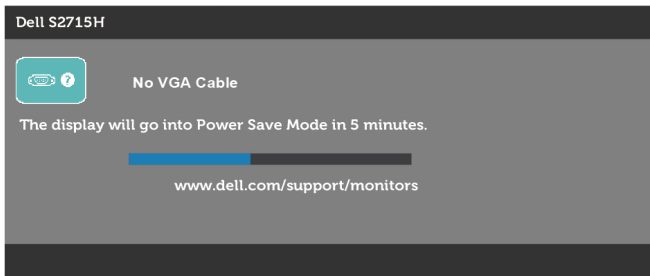 Dell S2715H
?
No VGA Cable
The display will go into Power Save Mode in 5 minutes.
www.dell.com/support/monitors